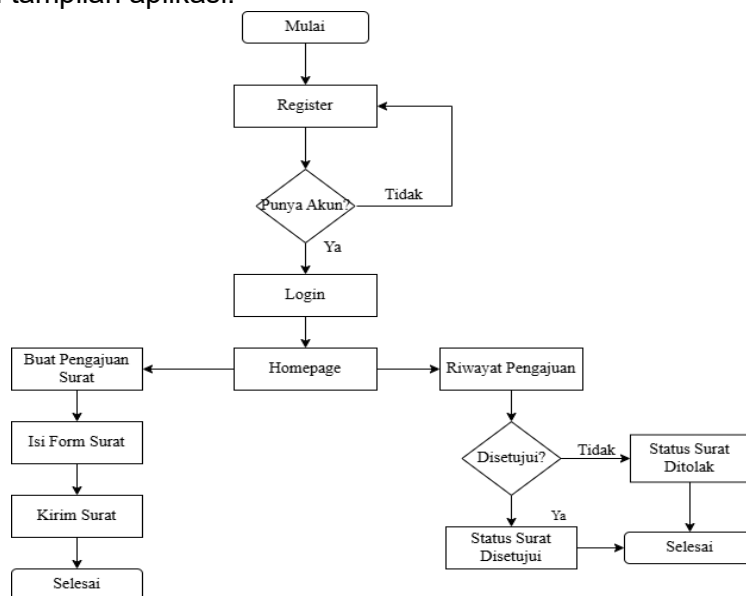 tampilan aplikasi.
Mulai
Register
Punya Akun?
Tidak
Ya
Login
Homepage
Buat Pengajuan
Surat
Riwayat Pengajuan
Isi Form Surat
Disetujui?
Tidak
Status Surat
Ditolak
Kirim Surat
Ya
Status Surat
Disetujui
Selesai
Selesai